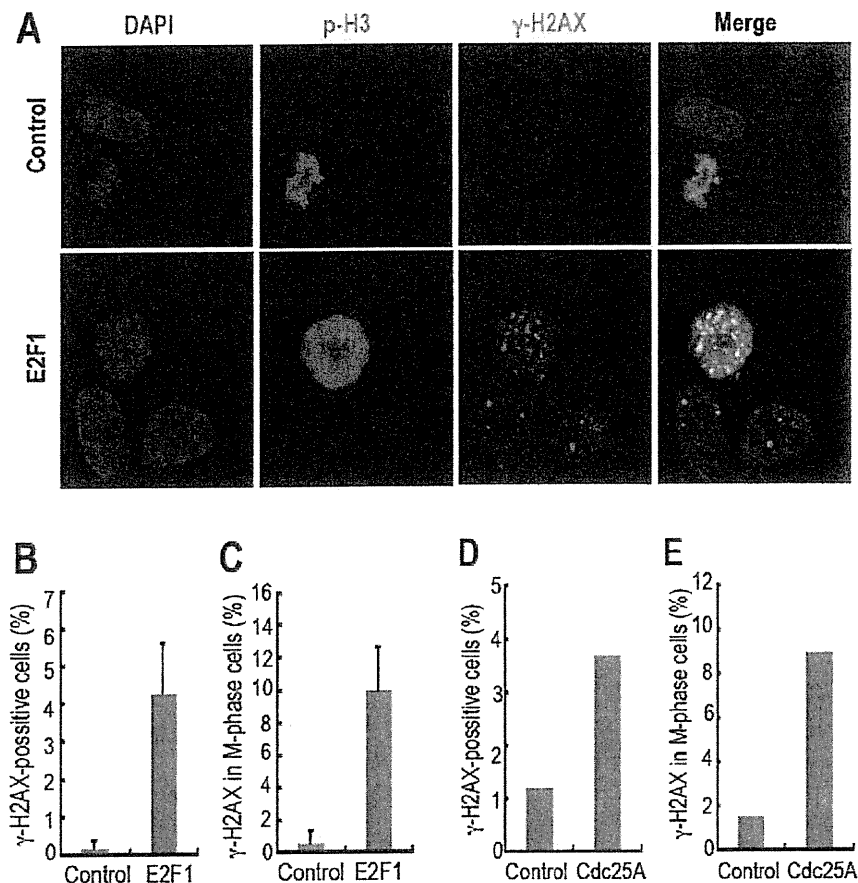 A
DAPI p-H3 γ-H2AX Merge
Control
E2F1
B C D E
γ-H2AX-possitive cells (%)
7
6
5
4
3
2
1
0
Control E2F1
γ-H2AX in M-phase cells (%)
16
14
12
10
8
6
4
2
0
Control E2F1
γ-H2AX-possitive cells (%)
5
4
3
2
1
0
Control Cdc25A
γ-H2AX in M-phase cells (%)
12
10
8
6
4
2
0
Control Cdc25A